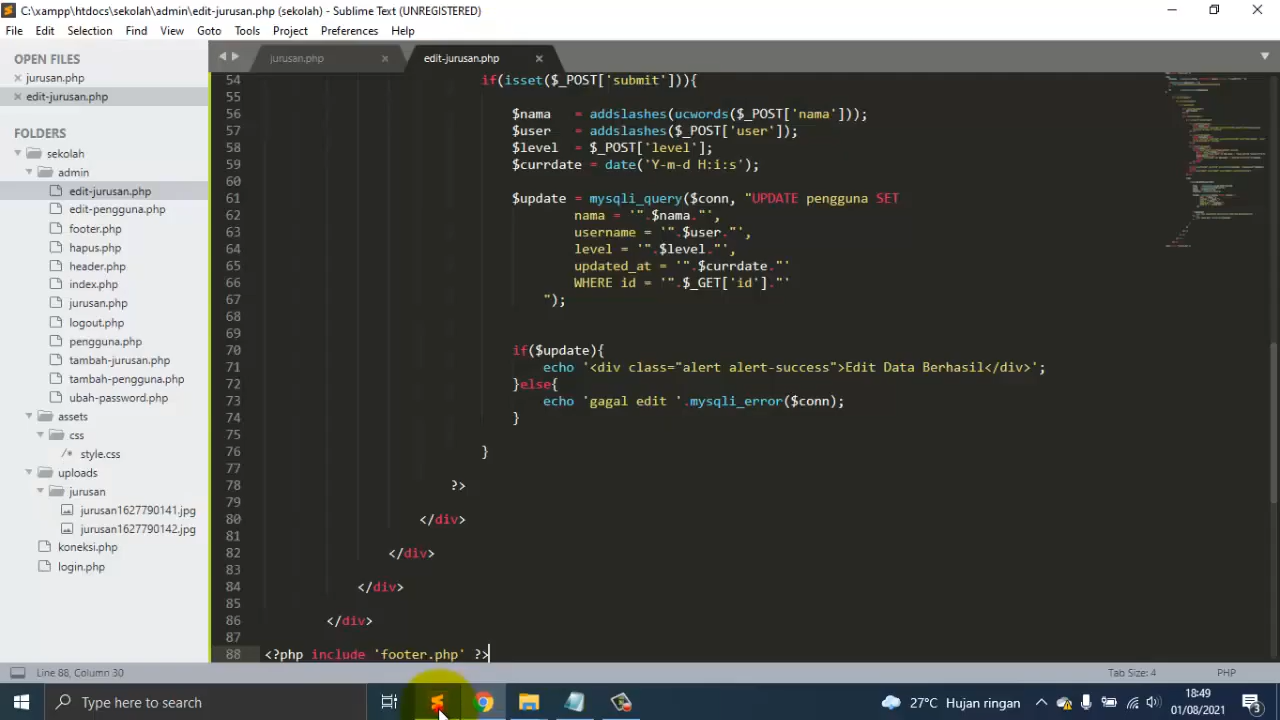 C:\xampp\htdocs\sekolah\admin\edit-jurusan.php (sekolah) - Sublime Text (UNREGISTERED)
File Edit Selection Find View Goto Tools Project Preferences Help
OPEN FILES
jurusan.php
edit-jurusan.php
FOLDERS
sekolah
admin
edit-jurusan.php
edit-pengguna.php
footer.php
hapus.php
header.php
index.php
jurusan.php
logout.php
pengguna.php
tambah-jurusan.php
tambah-pengguna.php
ubah-password.php
assets
css
/* style.css
uploads
jurusan
jurusan1627790141.jpg
jurusan1627790142.jpg
koneksi.php
login.php
jurusan.php edit-jurusan.php
54 if(isset($_POST['submit'])){
55
56 $nama = addslashes(ucwords($_POST['nama']));
57 $user = addslashes($_POST['user']);
58 $level = $_POST['level'];
59 $currdate = date('Y-m-d H:i:s');
60
61 $update = mysqli_query($conn, "UPDATE pengguna SET
62 nama = '".$nama."',
63 username = '".$user."',
64 level = '".$level."',
65 updated_at = '".$currdate."'
66 WHERE id = '".$_GET['id']."'
67 ");
68
69
70 if($update){
71 echo '<div class="alert alert-success">Edit Data Berhasil</div>';
72 }else{
73 echo 'gagal edit '.mysqli_error($conn);
74 }
75
76 }
77
78 ?>
79
80 </div>
81
82 </div>
83
84 </div>
85
86 </div>
87
88 <?php include 'footer.php' ?>
Line 88, Column 30 Tab Size: 4 PHP
Type here to search
27°C Hujan ringan
18:49
01/08/2021
3